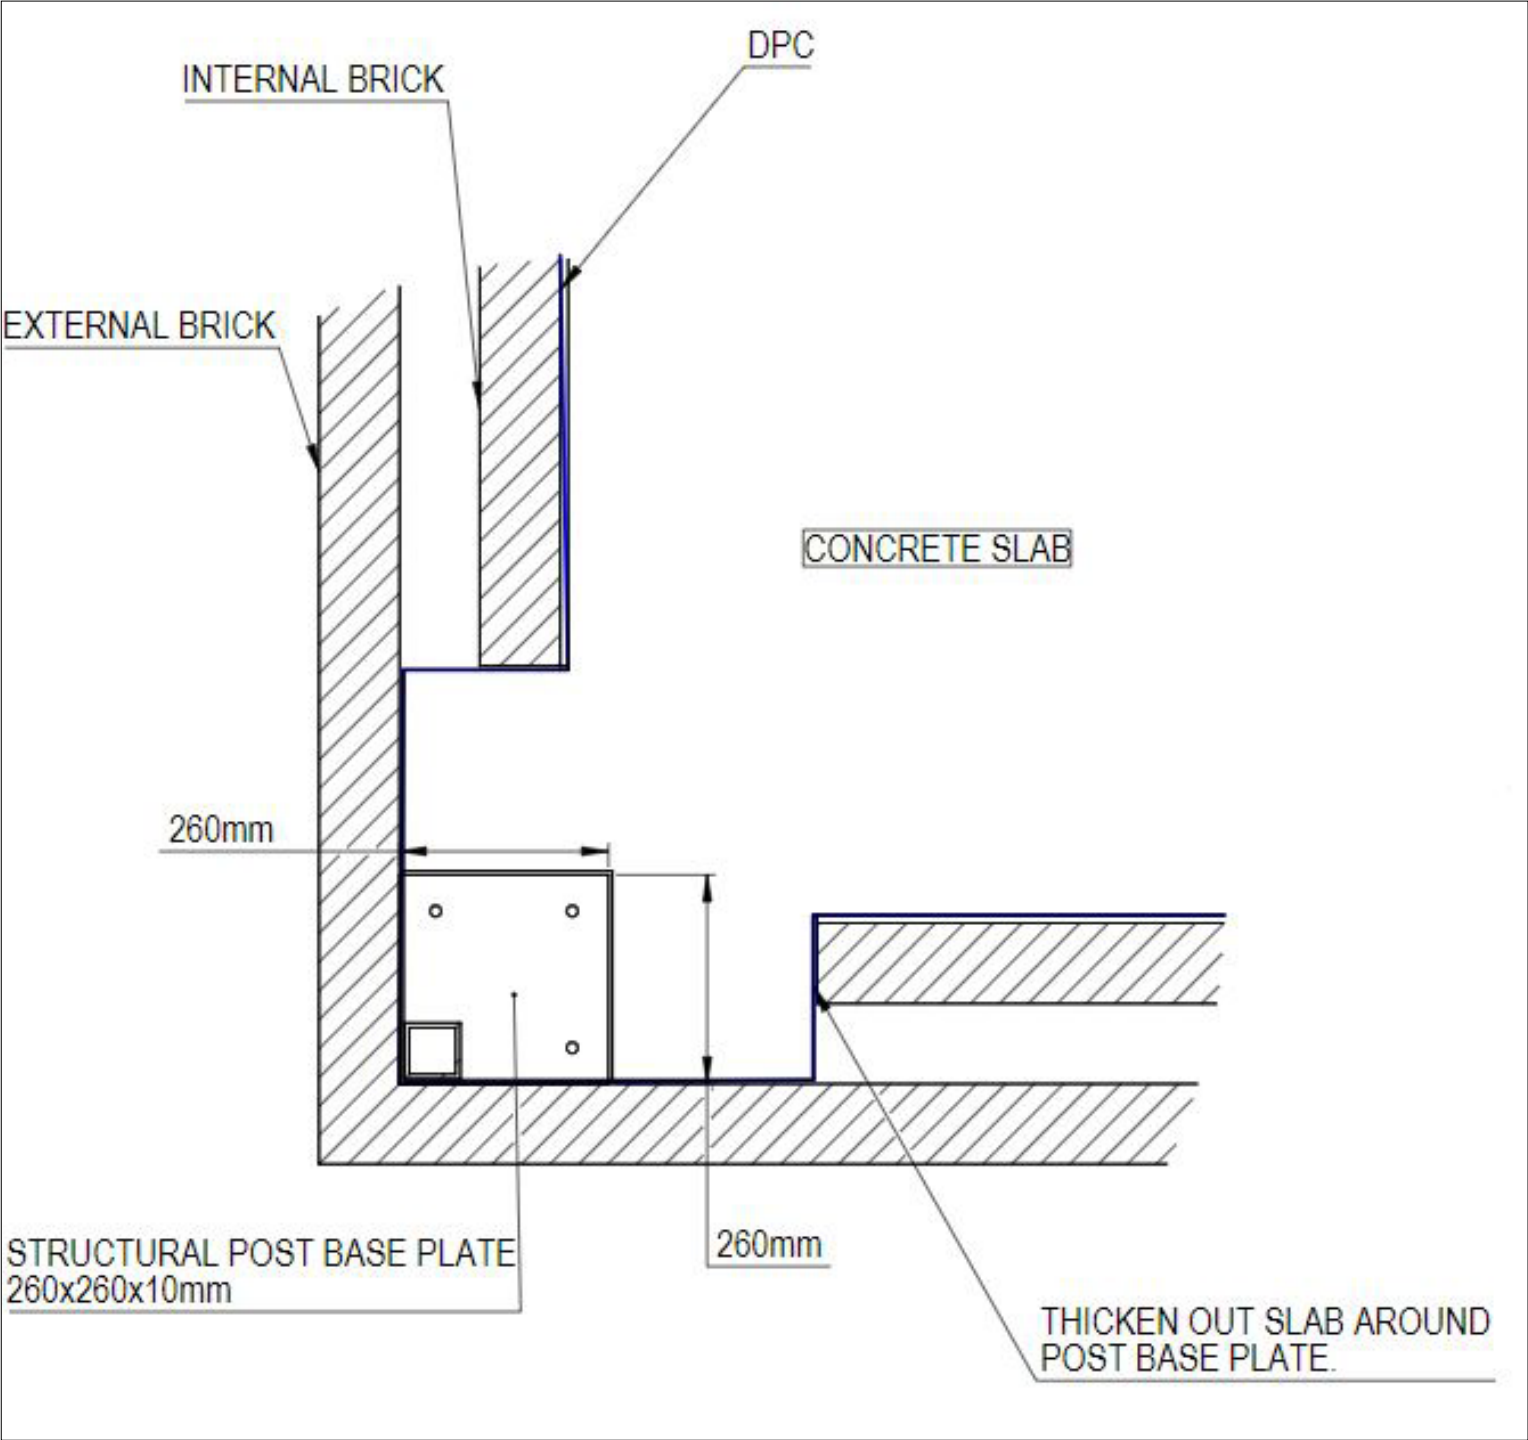 DPC
INTERNAL BRICK
EXTERNAL BRICK
CONCRETE SLAB
260mm
260mm
STRUCTURAL POST BASE PLATE
260x260x10mm
THICKEN OUT SLAB AROUND
POST BASE PLATE.